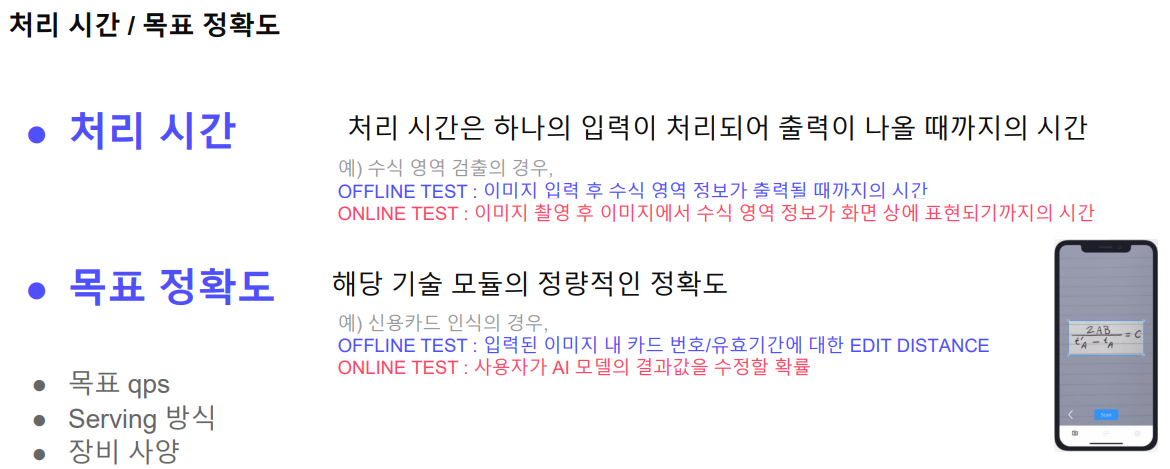 처리 시간 / 목표 정확도
● 처리 시간
처리 시간은 하나의 입력이 처리되어 출력이 나올 때까지의 시간
예) 수식 영역 검출의 경우,
OFFLINE TEST : 이미지 입력 후 수식 영역 정보가 출력될 때까지의 시간
ONLINE TEST : 이미지 촬영 후 이미지에서 수식 영역 정보가 화면 상에 표현되기까지의 시간
● 목표 정확도
해당 기술 모듈의 정량적인 정확도
예) 신용카드 인식의 경우,
OFFLINE TEST : 입력된 이미지 내 카드 번호/유효기간에 대한 EDIT DISTANCE
ONLINE TEST : 사용자가 AI 모델의 결과값을 수정할 확률
● 목표 qps
● Serving 방식
● 장비 사양
2AB
t'A - tA = C